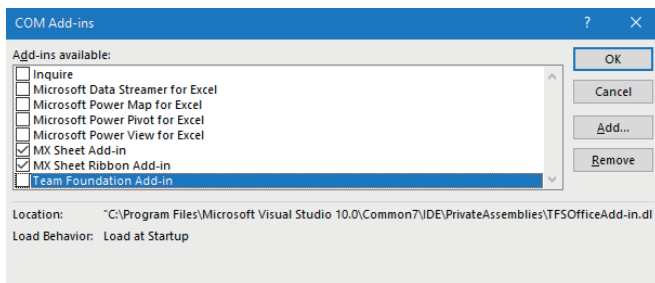 COM Add-ins ? ×
Add-ins available:
Inquire
Microsoft Data Streamer for Excel
Microsoft Power Map for Excel
Microsoft Power Pivot for Excel
Microsoft Power View for Excel
MX Sheet Add-in
MX Sheet Ribbon Add-in
Team Foundation Add-in
OK
Cancel
Add...
Remove
Location: "C:\Program Files\Microsoft Visual Studio 10.0\Common7\IDE\PrivateAssemblies\TFSOfficeAdd-in.dl
Load Behavior: Load at Startup